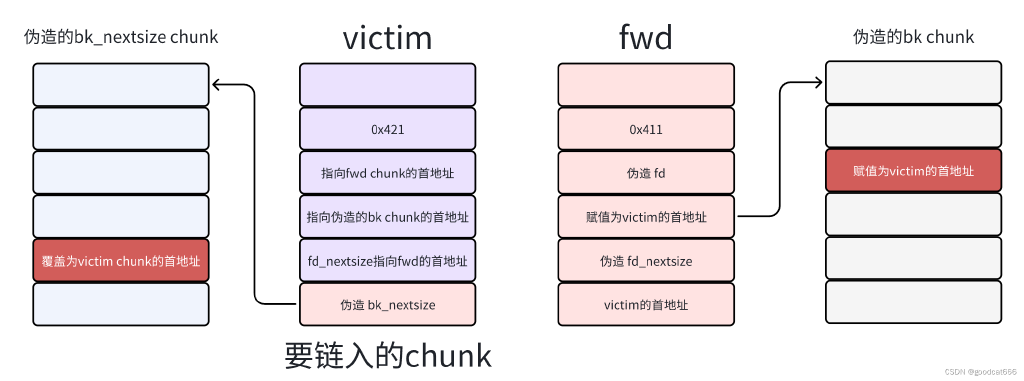 伪造的bk_nextsize chunk
victim
fwd
伪造的bk chunk
0x421
指向fwd chunk的首地址
指向伪造的bk chunk的首地址
fd_nextsize指向fwd的首地址
伪造 bk_nextsize
覆盖为victim chunk的首地址
0x411
伪造 fd
赋值为victim的首地址
伪造 fd_nextsize
victim的首地址
赋值为victim的首地址
要链入的chunk
CSDN @goodcat666